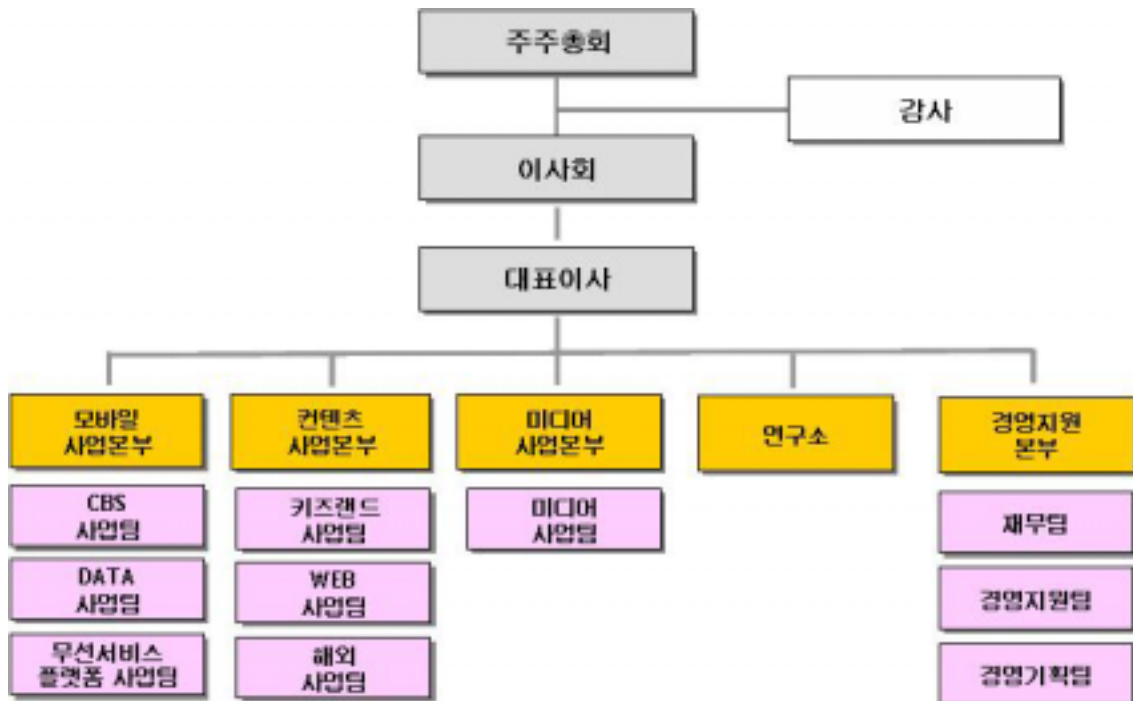 주주총회
감사
이사회
대표이사
모바일
사업본부
컨텐츠
사업본부
미디어
사업본부
연구소
경영지원
본부
CBS
사업팀
키즈랜드
사업팀
미디어
사업팀
재무팀
DATA
사업팀
WEB
사업팀
경영지원팀
무선서비스
플랫폼 사업팀
해외
사업팀
경영기획팀